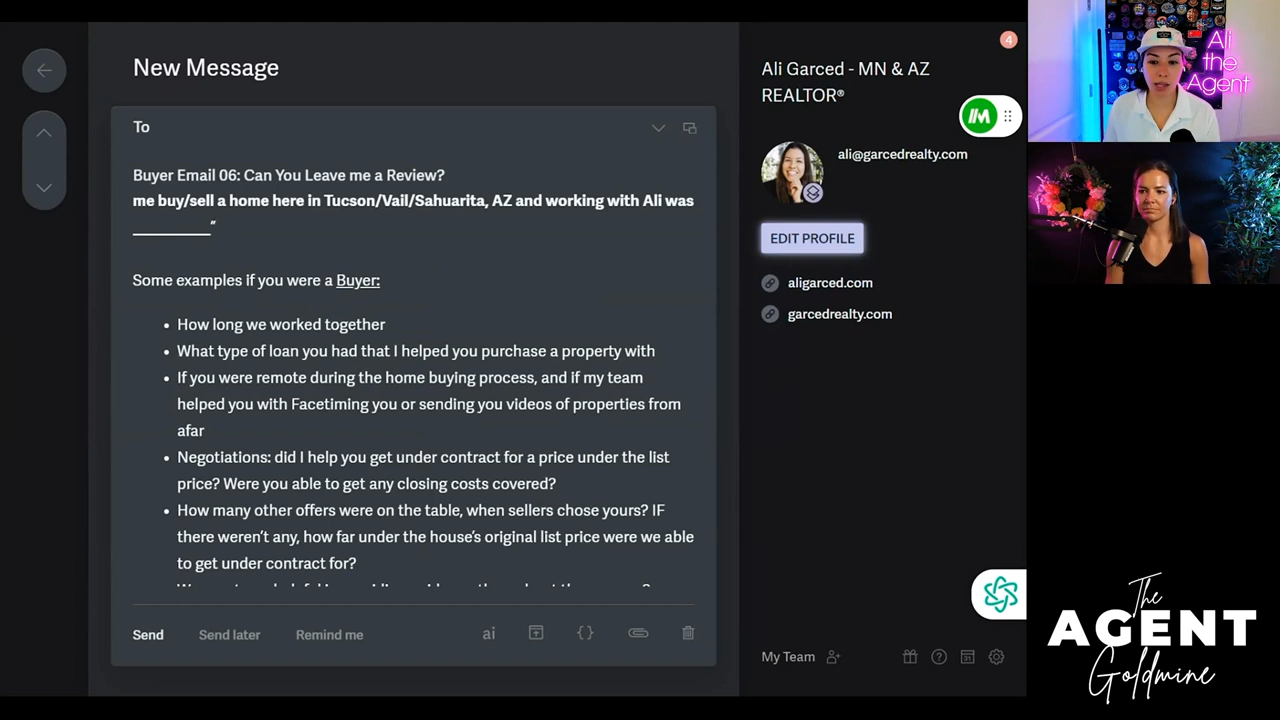 New Message
To
Buyer Email 06: Can You Leave me a Review?
me buy/sell a home here in Tucson/Vail/Sahuarita, AZ and working with Ali was
___________"
Some examples if you were a Buyer:
• How long we worked together
• What type of loan you had that I helped you purchase a property with
• If you were remote during the home buying process, and if my team
helped you with Facetiming you or sending you videos of properties from
afar
• Negotiations: did I help you get under contract for a price under the list
price? Were you able to get any closing costs covered?
• How many other offers were on the table, when sellers chose yours? IF
there weren't any, how far under the house's original list price were we able
to get under contract for?
Send Send later Remind me ai {}
Ali Garced - MN & AZ
REALTOR®
4
ali@garcedrealty.com
EDIT PROFILE
aligarced.com
garcedrealty.com
My Team
Ali
the
Agent
The
AGENT
Goldmine